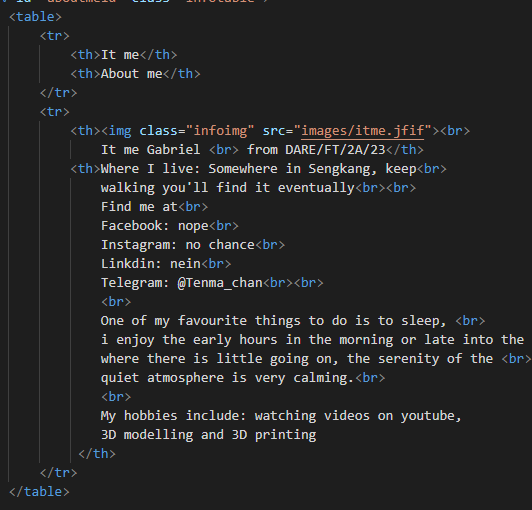 <table>
<tr>
<th>It me</th>
<th>About me</th>
</tr>
<tr>
<th><img class="infoimg" src="images/itme.jfif"><br>
It me Gabriel <br> from DARE/FT/2A/23</th>
<th>Where I live: Somewhere in Sengkang, keep<br>
walking you'll find it eventually<br><br>
Find me at<br>
Facebook: nope<br>
Instagram: no chance<br>
Linkdin: nein<br>
Telegram: @Tenma_chan<br><br>
<br>
One of my favourite things to do is to sleep, <br>
i enjoy the early hours in the morning or late into the
where there is little going on, the serenity of the <br>
quiet atmosphere is very calming.<br>
<br>
My hobbies include: watching videos on youtube,
3D modelling and 3D printing
</th>
</tr>
</table>